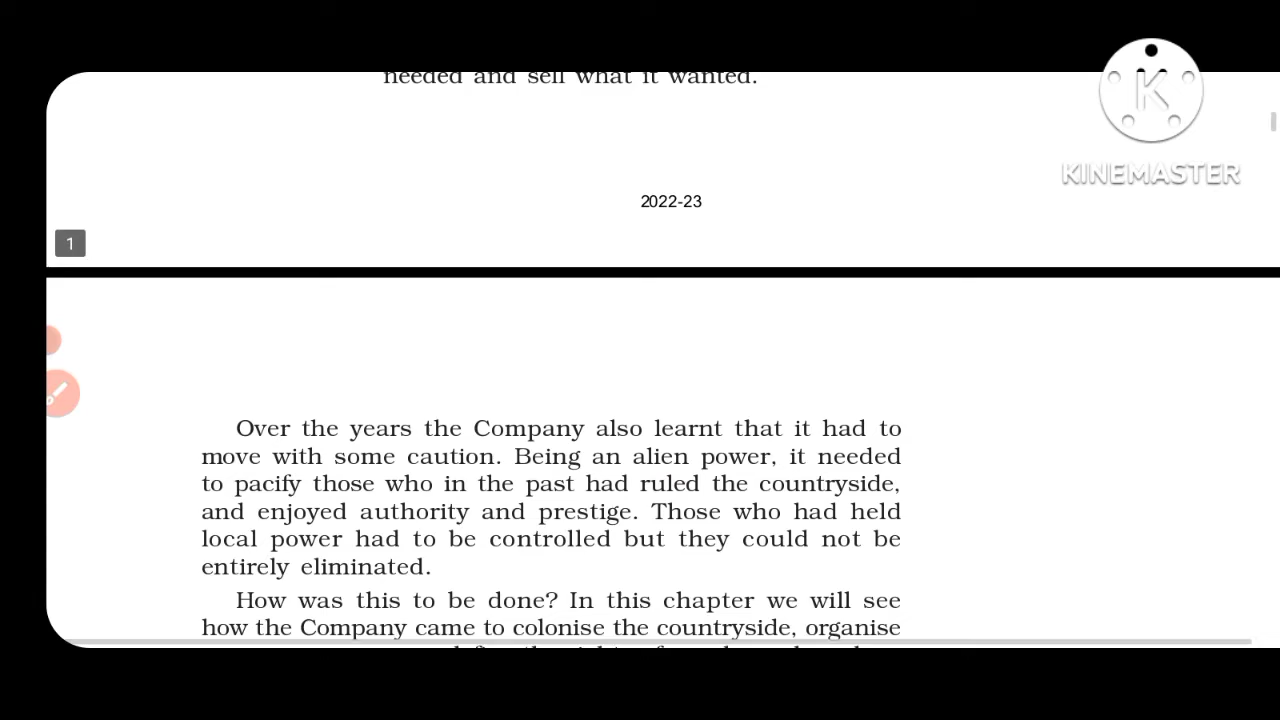 needed and sell what it wanted.
K
KINEMASTER
2022-23
1
Over the years the Company also learnt that it had to
move with some caution. Being an alien power, it needed
to pacify those who in the past had ruled the countryside,
and enjoyed authority and prestige. Those who had held
local power had to be controlled but they could not be
entirely eliminated.
How was this to be done? In this chapter we will see
how the Company came to colonise the countryside, organise